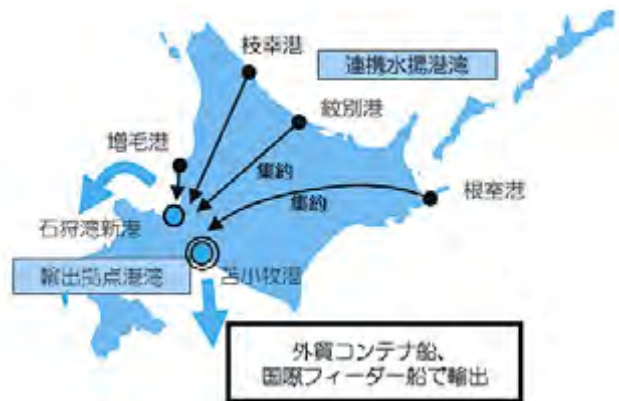 枝幸港
連携水揚港湾
紋別港
増毛港
集約
集約
根室港
石狩湾新港
輸出拠点港湾
苫小牧港
外貿コンテナ船、
国際フィーダー船で輸出